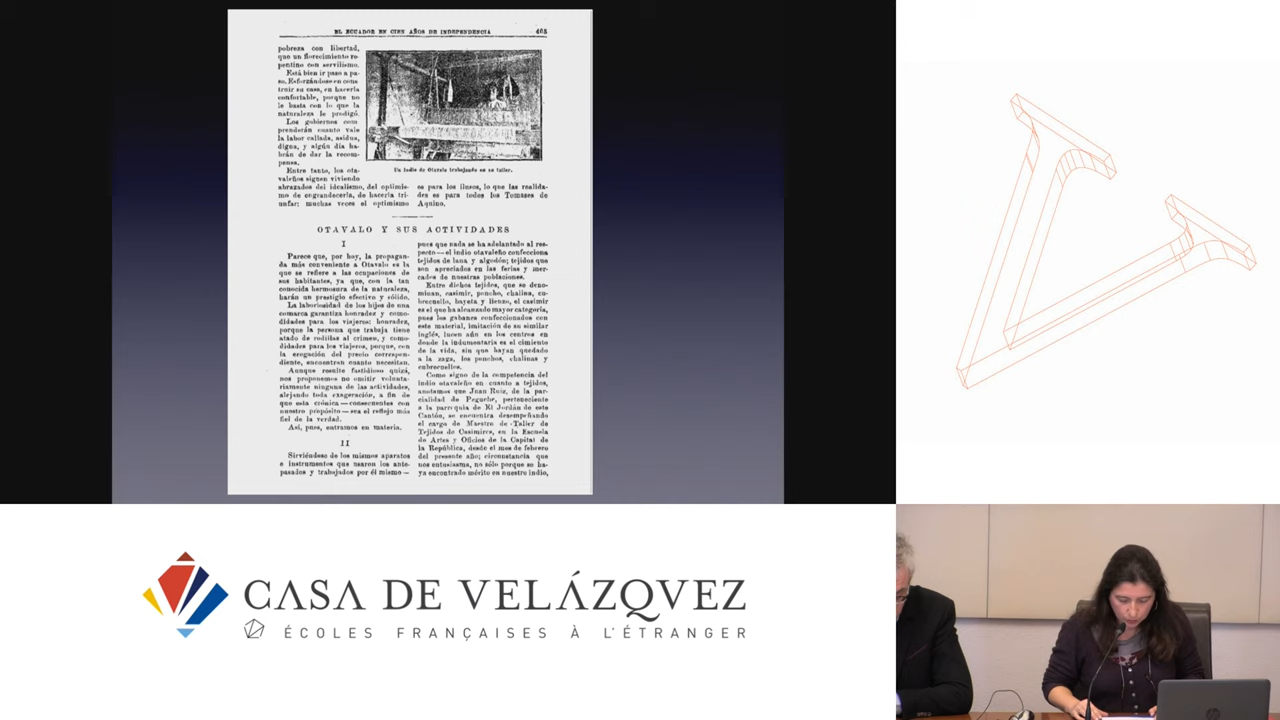 EL ECUADOR EN CIEN AÑOS DE INDEPENDENCIA 463
pobreza con libertad,
que un florecimiento re-
pentino con servilismo.
Está bien ir paso a pa-
so. Esforzándose en cons
truir su casa, en hacerla
confortable, porque no
le basta con lo que la
naturaleza le prodigó.
Los gobiernos com-
prenderán cuanto vale
la labor callada, asidua,
digna, y algún día ha-
brán de dar la recom-
pensa.
Entre tanto, los ota-
valeños siguen viviendo
abrazados del idealismo, del optimis-
mo de engrandecerla, de hacerla tri-
unfar: muchas veces el optimismo
Un Indio de Otavalo trabajando en su taller.
es para los ilusos, lo que las realida-
des es para todos los Tomases de
Aquino.
OTAVALO Y SUS ACTIVIDADES
I
Parece que, por hoy, la propagan-
da más conveniente a Otavalo es la
que se refiere a las ocupaciones de
sus habitantes, ya que, con la tan
conocida hermosura de la naturaleza,
harán un prestigio efectivo y sólido.
La laboriosidad de los hijos de una
comarca garantiza honradez y como-
didades para los viajeros: honradez,
porque la persona que trabaja tiene
atado de rodillas al crimen, y como-
didades para los viajeros, porque, con
la erogación del precio correspon-
diente, encuentran cuanto necesitan.
Aunque resulte fastidioso quizá,
nos proponemos no omitir volunta-
riamente ninguna de las actividades,
alejando toda exageración, a fin de
que esta crónica—consecuentes con
nuestro propósito—sea el reflejo más
fiel de la verdad.
Así, pues, entramos en materia.
II
Sirviéndose de los mismos aparatos
e instrumentos que usaron los ante-
pasados y trabajados por él mismo—
pues que nada se ha adelantado al res-
pecto—el indio otavaleño confecciona
tejidos de lana y algodón; tejidos que
son apreciados en las ferias y mer-
cados de nuestras poblaciones.
Entre dichos tejidos, que se deno-
minan, casimir, poncho, chalina, cu-
brecuello, bayeta y lienzo, el casimir
es el que ha alcanzado mayor categoría,
pues los gabanes confeccionados con
este material, imitación de su similar
inglés, lucen aún en los centros en
donde la indumentaria es el cimiento
de la vida, sin que hayan quedado
a la zaga, los ponchos, chalinas y
cubrecuellos.
Como signo de la competencia del
indio otavaleño en cuanto a tejidos,
anotamos que Juan Ruiz, de la par-
cialidad de Peguche, perteneciente
a la parroquia de El Jordán de este
Cantón, se encuentra desempeñando
el cargo de Maestro de Taller de
Tejidos de Casimires, en la Escuela
de Artes y Oficios de la Capital de
la República, desde el mes de febrero
del presente año; circunstancia que
nos entusiasma, no sólo porque se ha-
ya encontrado mérito en nuestro indio,
CASA DE VELÁZQVEZ
ÉCOLES FRANÇAISES À L'ÉTRANGER